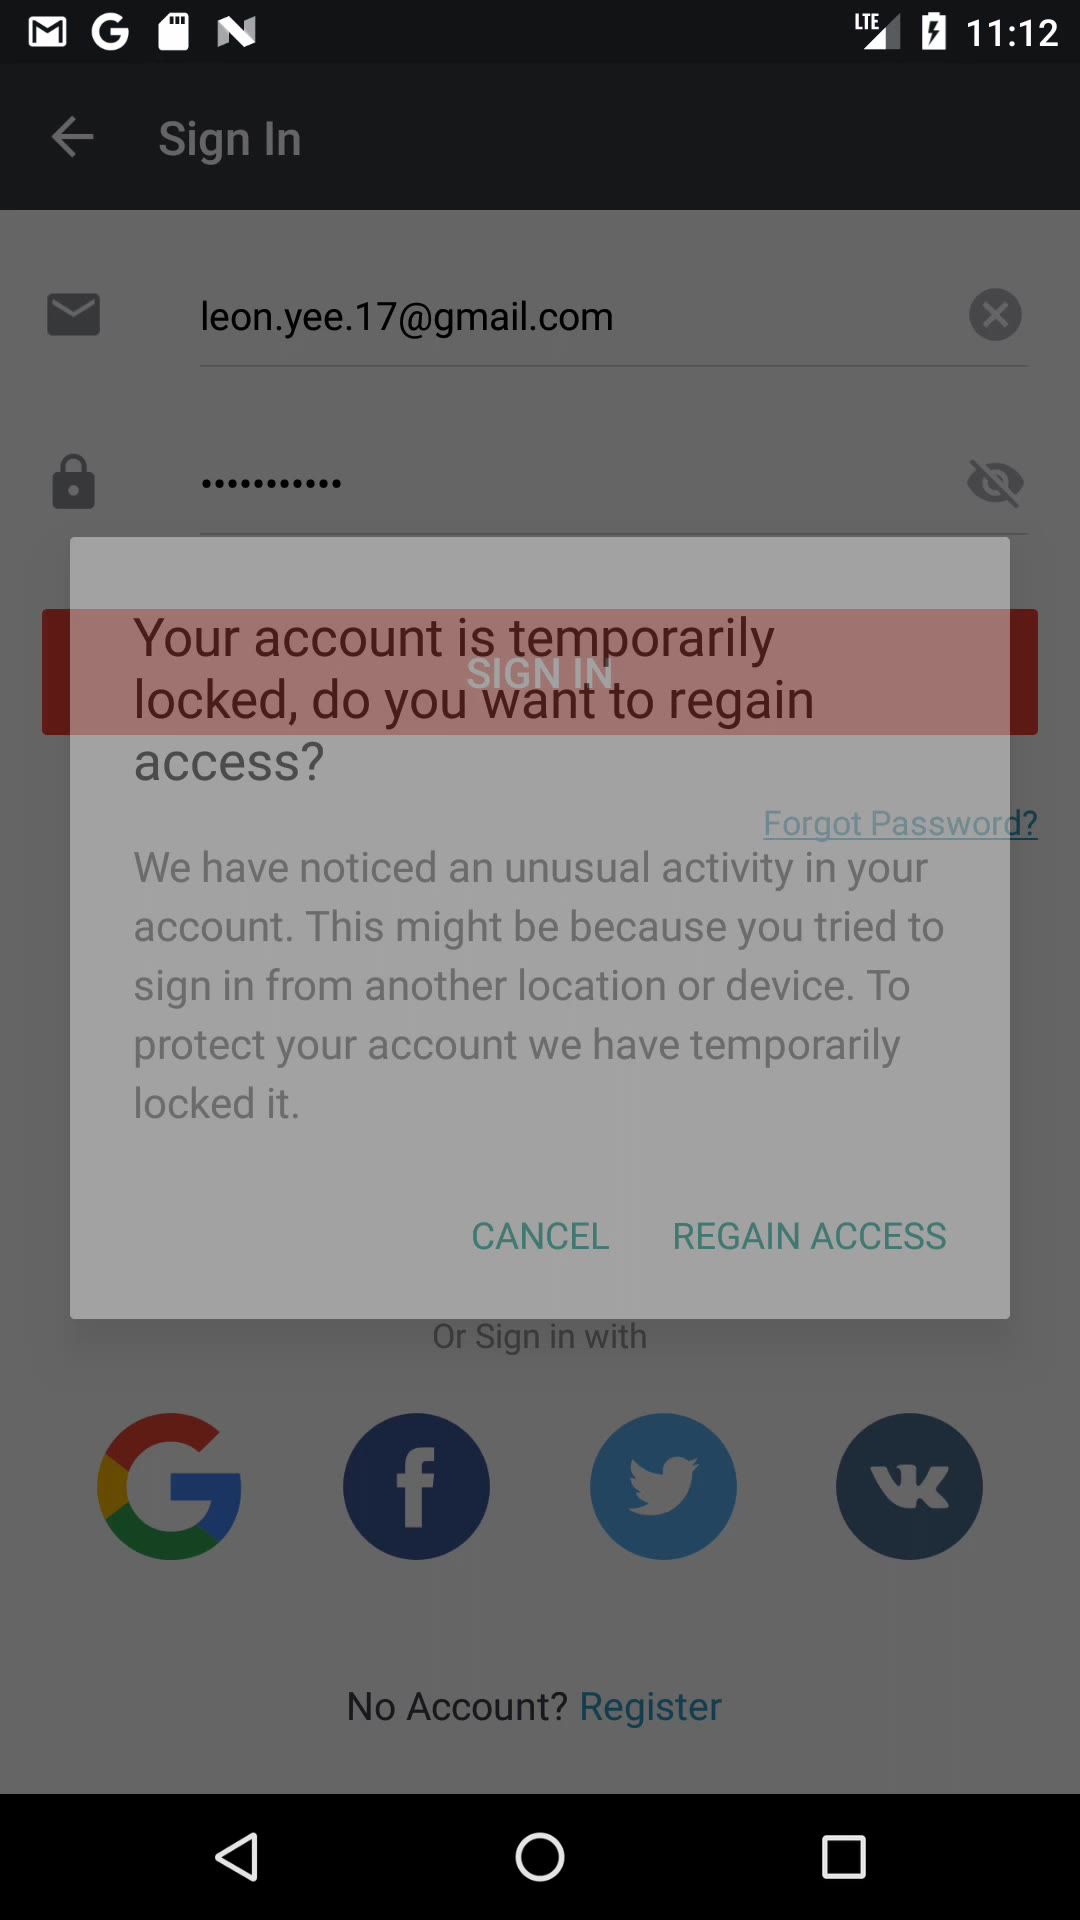 LTE 11:12
Sign In
leon.yee.17@gmail.com
•••••••••••
SIGN IN
Your account is temporarily
locked, do you want to regain
access?
Forgot Password?
We have noticed an unusual activity in your
account. This might be because you tried to
sign in from another location or device. To
protect your account we have temporarily
locked it.
CANCEL REGAIN ACCESS
Or Sign in with
No Account? Register